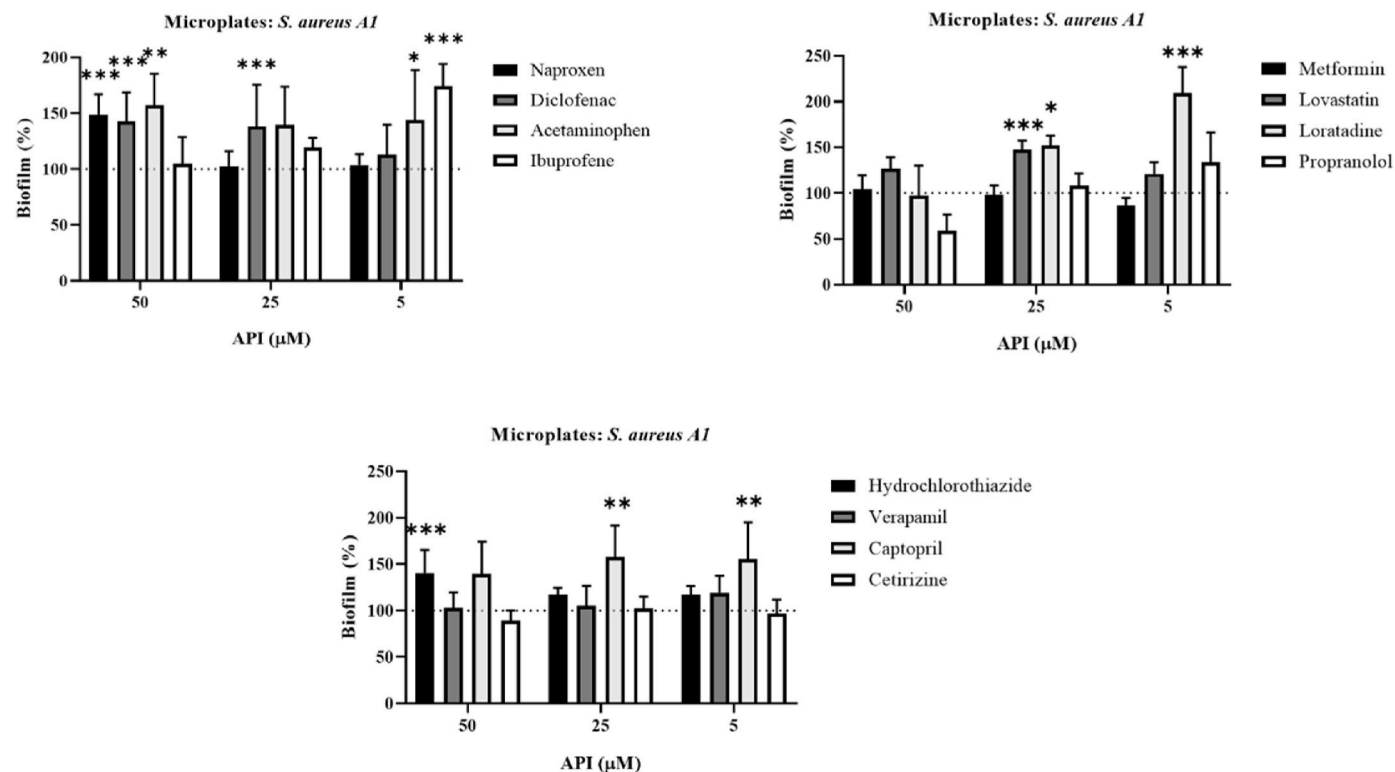 Microplates: S. aureus A1
*** *** ** *** * ***
200
150
100
50
0
Biofilm (%)
50 25 5
API (μM)
Naproxen
Diclofenac
Acetaminophen
Ibuprofene
Microplates: S. aureus A1
*** * ***
250
200
150
100
50
0
Biofilm (%)
50 25 5
API (μM)
Metformin
Lovastatin
Loratadine
Propranolol
Microplates: S. aureus A1
*** ** **
250
200
150
100
50
0
Biofilm (%)
50 25 5
API (μM)
Hydrochlorothiazide
Verapamil
Captopril
Cetirizine